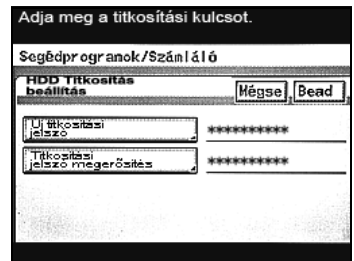 Adja meg a titkosítási kulcsot.
Segédprogramok/Számláló
HDD Titkosítás
beállítás
Mégse
Bead
Új titkosítási
jelszó
**********
Titkosítási
jelszó megerősítés
**********